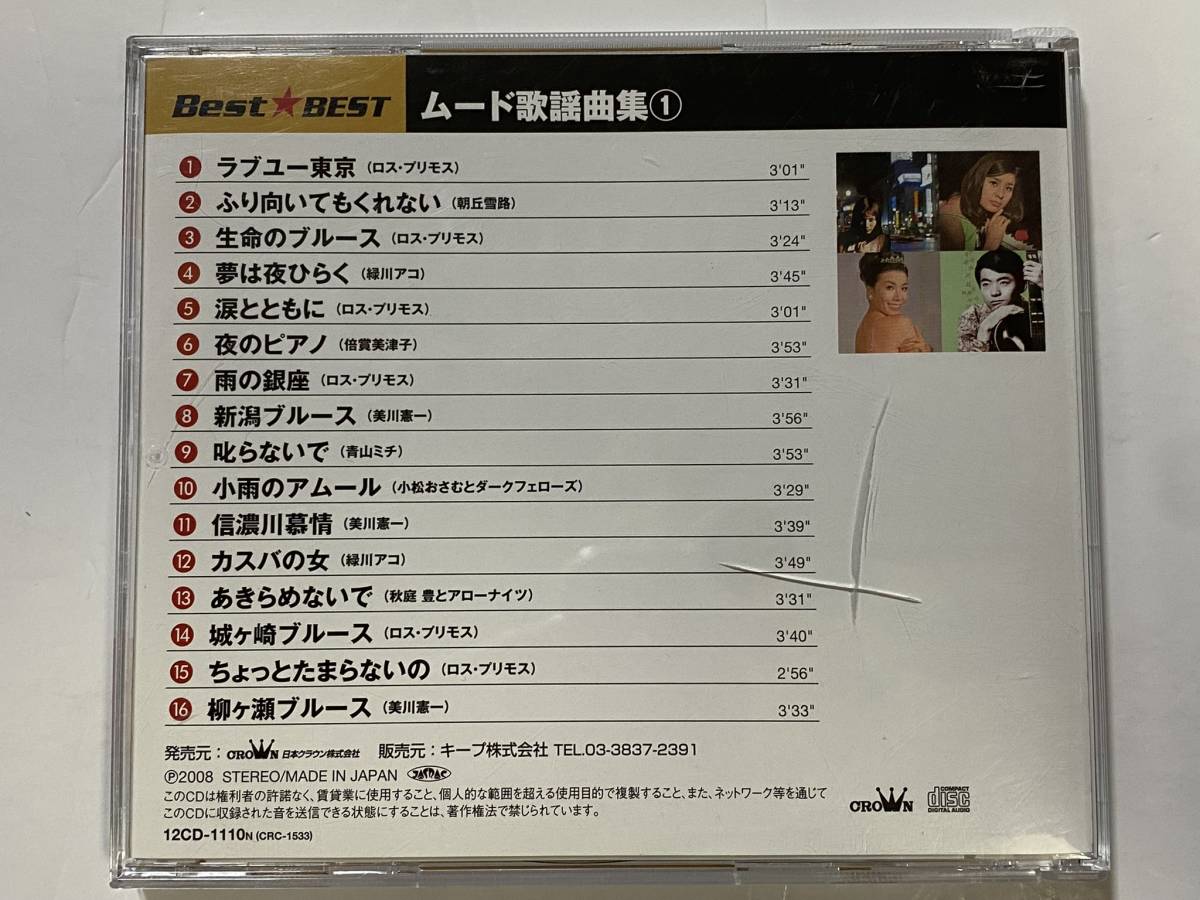 Best★BEST ムード歌謡曲集①
1 ラブユー東京（ロス・プリモス） 3'01"
2 ふり向いてもくれない（朝丘雪路） 3'13"
3 生命のブルース（ロス・プリモス） 3'24"
4 夢は夜ひらく（緑川アコ） 3'45"
5 涙とともに（ロス・プリモス） 3'01"
6 夜のピアノ（倍賞美津子） 3'53"
7 雨の銀座（ロス・プリモス） 3'31"
8 新潟ブルース（美川憲一） 3'56"
9 叱らないで（青山ミチ） 3'53"
10 小雨のアムール（小松おさむとダークフェローズ） 3'29"
11 信濃川慕情（美川憲一） 3'39"
12 カスバの女（緑川アコ） 3'49"
13 あきらめないで（秋庭 豊とアローナイツ） 3'31"
14 城ヶ崎ブルース（ロス・プリモス） 3'40"
15 ちょっとたまらないの（ロス・プリモス） 2'56"
16 柳ヶ瀬ブルース（美川憲一） 3'33"
発売元：CROWN 日本クラウン株式会社 販売元：キープ株式会社 TEL.03-3837-2391
Ⓟ2008 STEREO/MADE IN JAPAN JASRAC
このCDは権利者の許諾なく、賃貸業に使用すること、個人的な範囲を超える使用目的で複製すること、また、ネットワーク等を通じて
このCDに収録された音を送信できる状態にすることは、著作権法で禁じられています。
CROWN COMPACT disc DIGITAL AUDIO
12CD-1110N (CRC-1533)